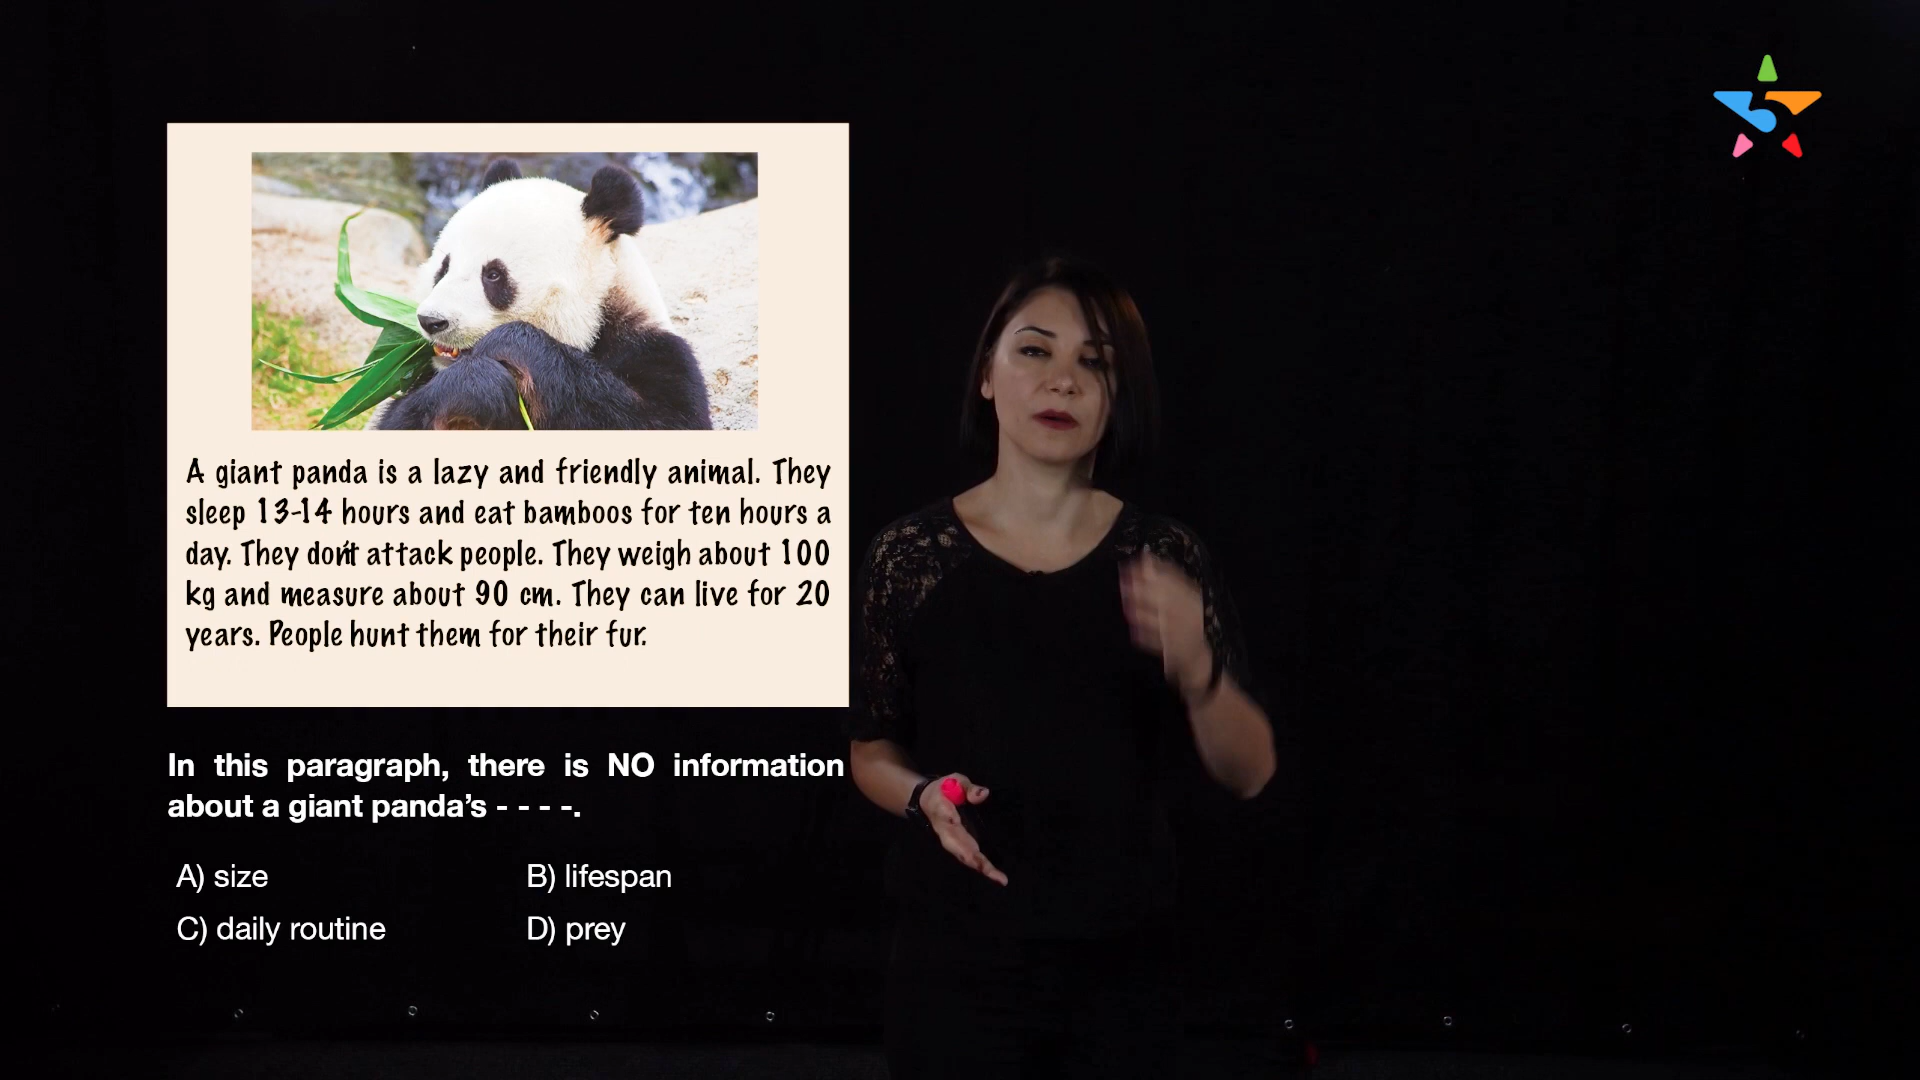 5
A giant panda is a lazy and friendly animal. They
sleep 13-14 hours and eat bamboos for ten hours a
day. They don't attack people. They weigh about 100
kg and measure about 90 cm. They can live for 20
years. People hunt them for their fur.
In this paragraph, there is NO information
about a giant panda's - - - -.
A) size
B) lifespan
C) daily routine
D) prey